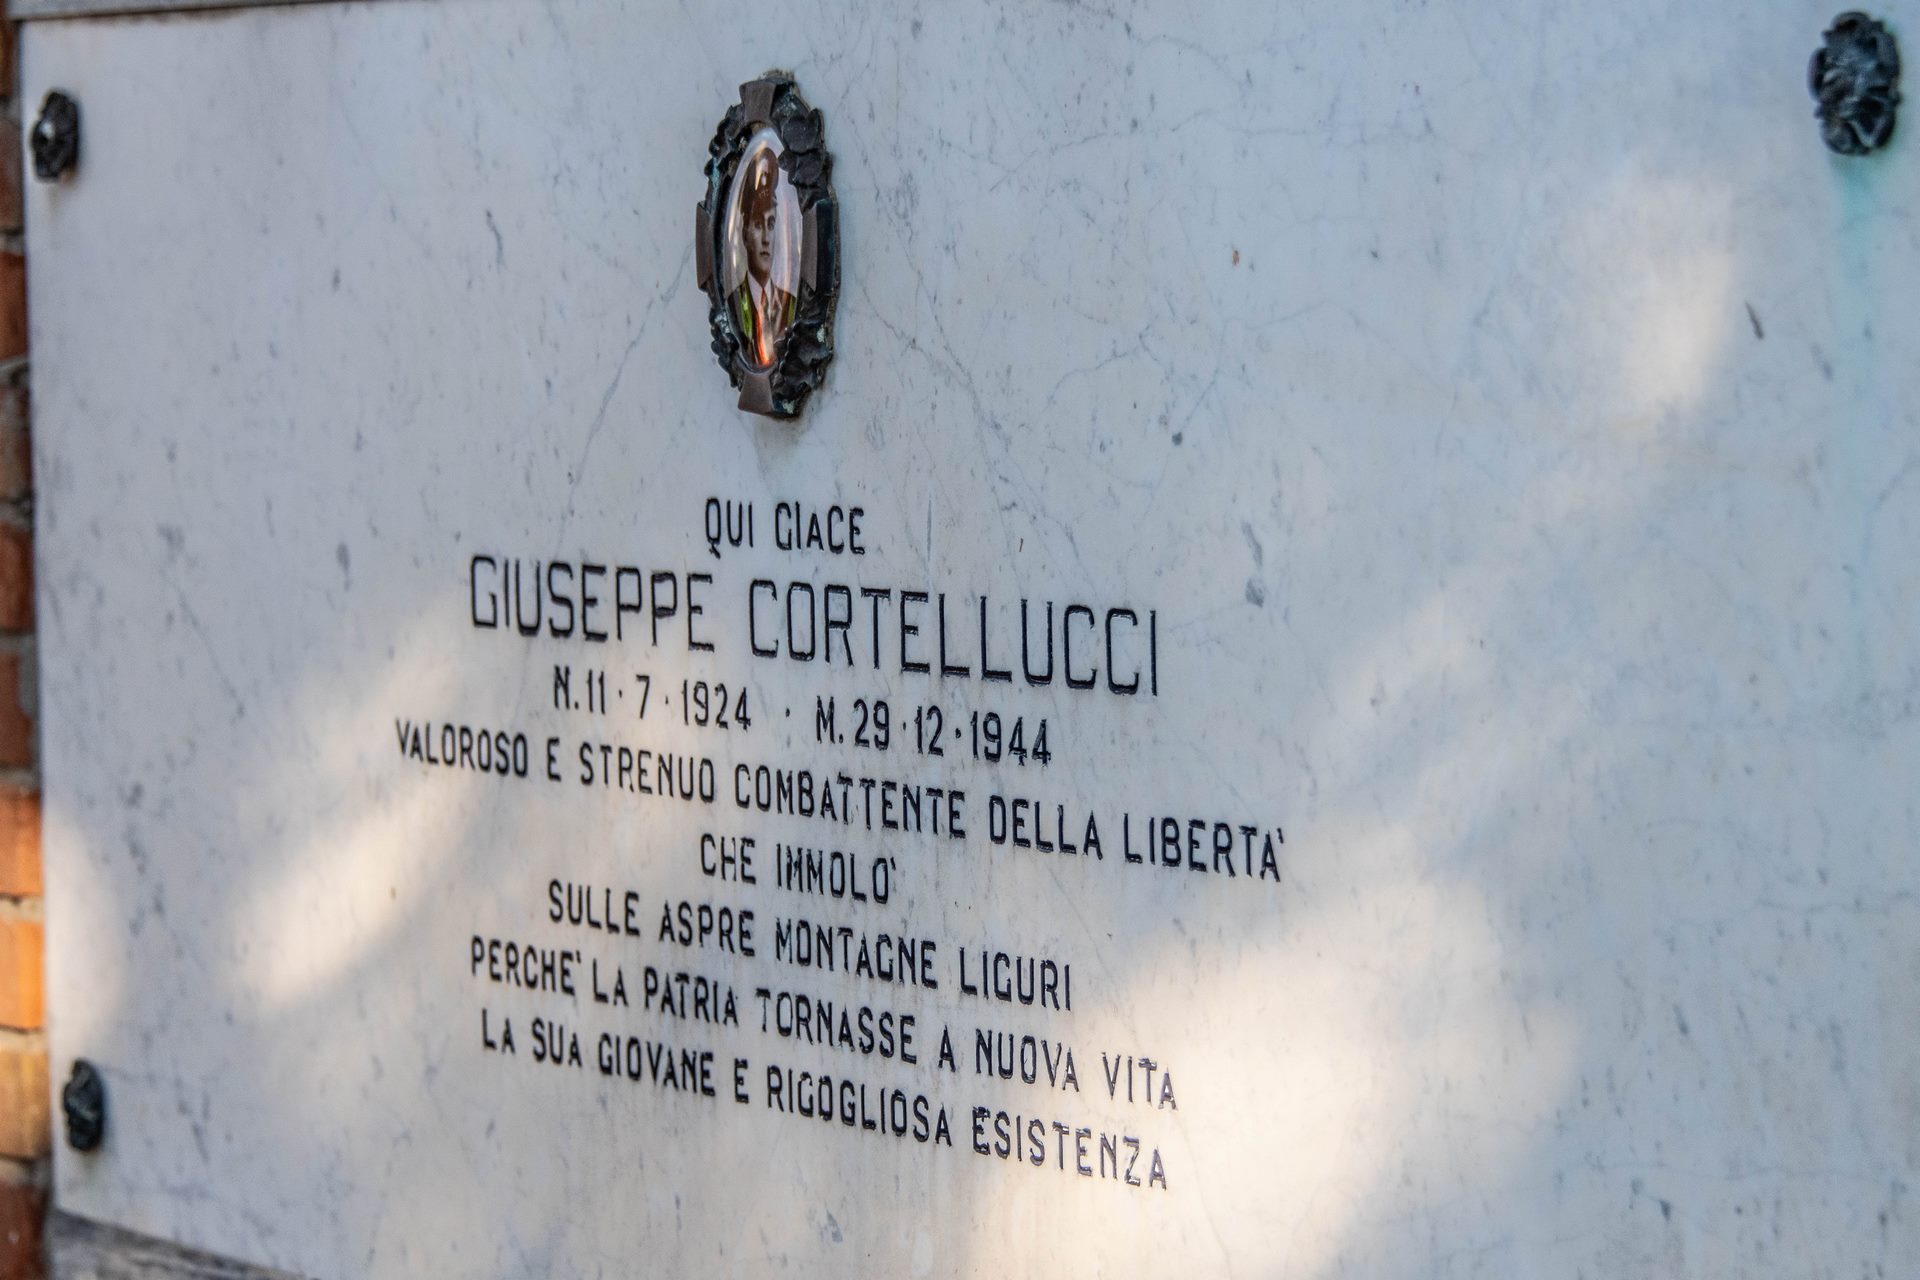 QUI GIACE
GIUSEPPE CORTELLUCCI
N. 11 · 7 · 1924 · M. 29 · 12 · 1944
VALOROSO E STRENUO COMBATTENTE DELLA LIBERTA'
CHE IMMOLO'
SULLE ASPRE MONTAGNE LIGURI
PERCHE' LA PATRIA TORNASSE A NUOVA VITA
LA SUA GIOVANE E RIGOGLIOSA ESISTENZA